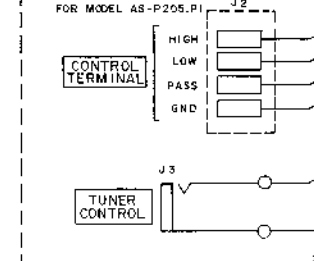 FOR MODEL AS-P205.PI
J2
HIGH
LOW
CONTROL
TERMINAL
PASS
GND
J3
TUNER
CONTROL